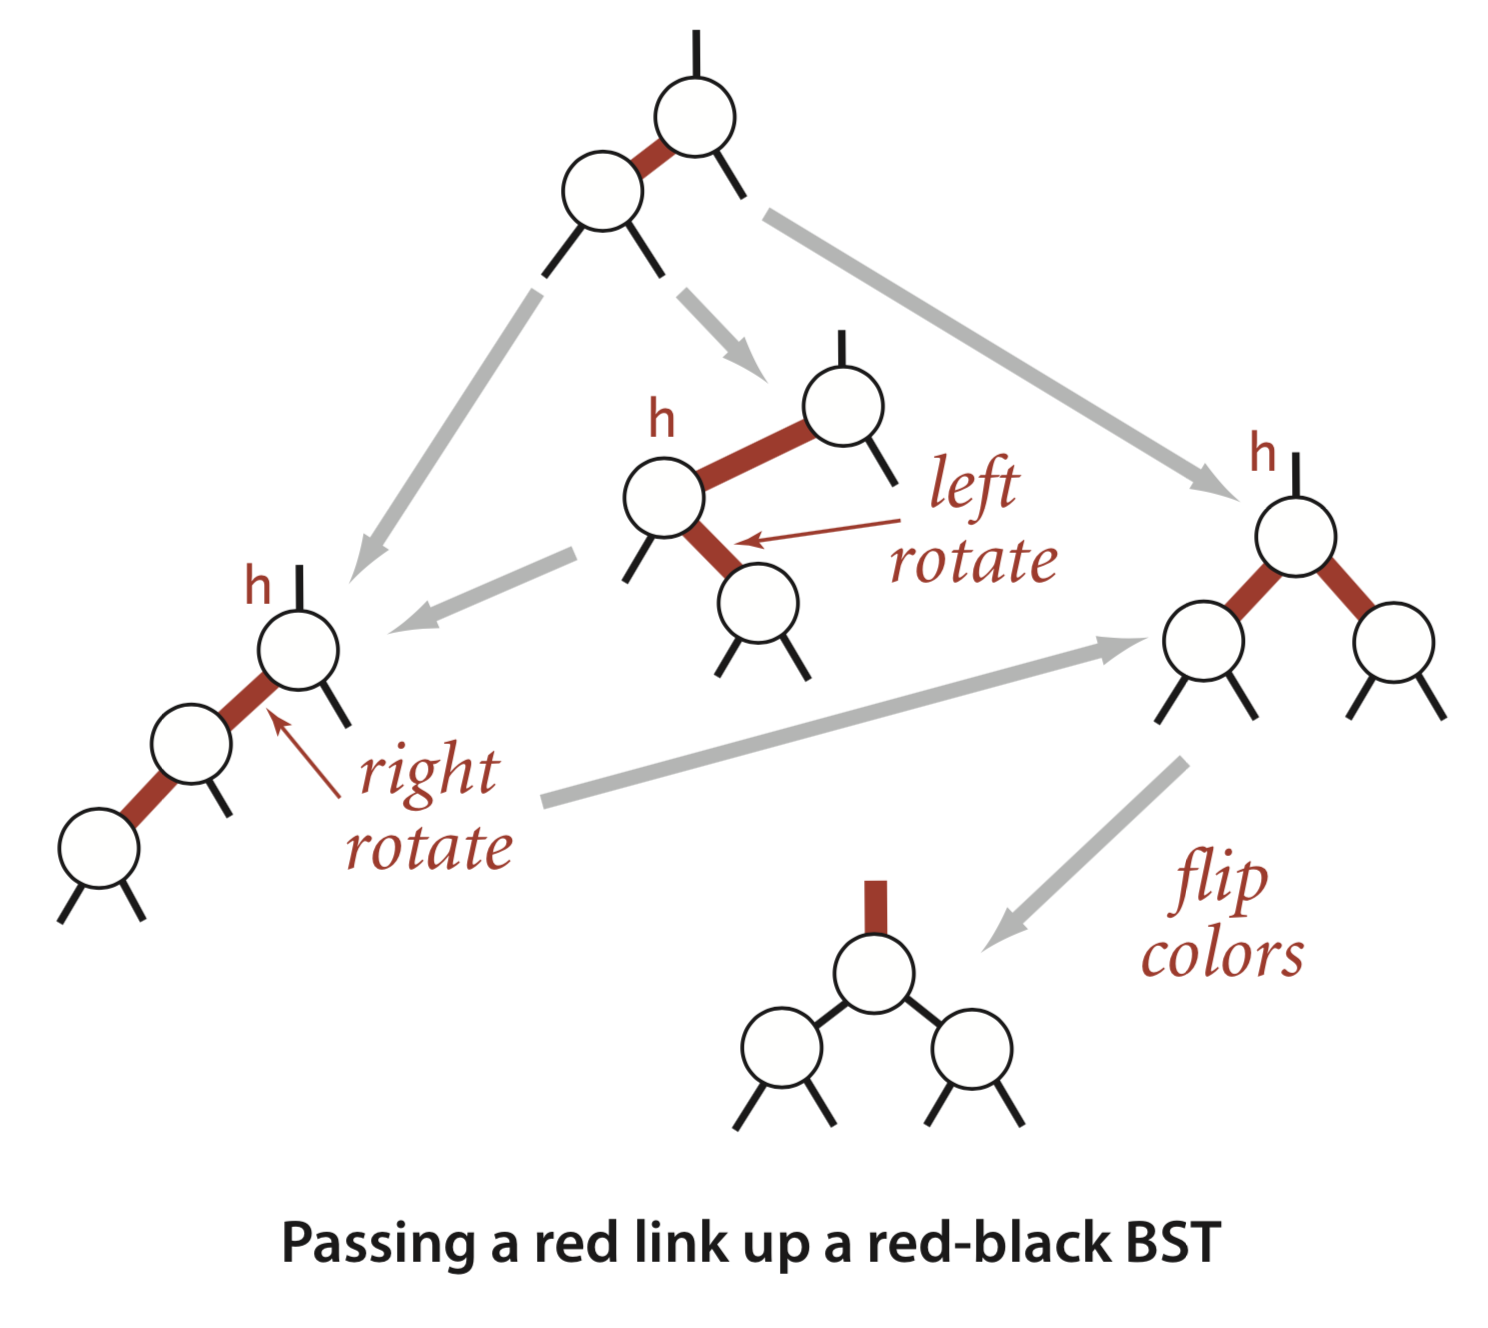 h
left
rotate
h
h
right
rotate
flip
colors
Passing a red link up a red-black BST